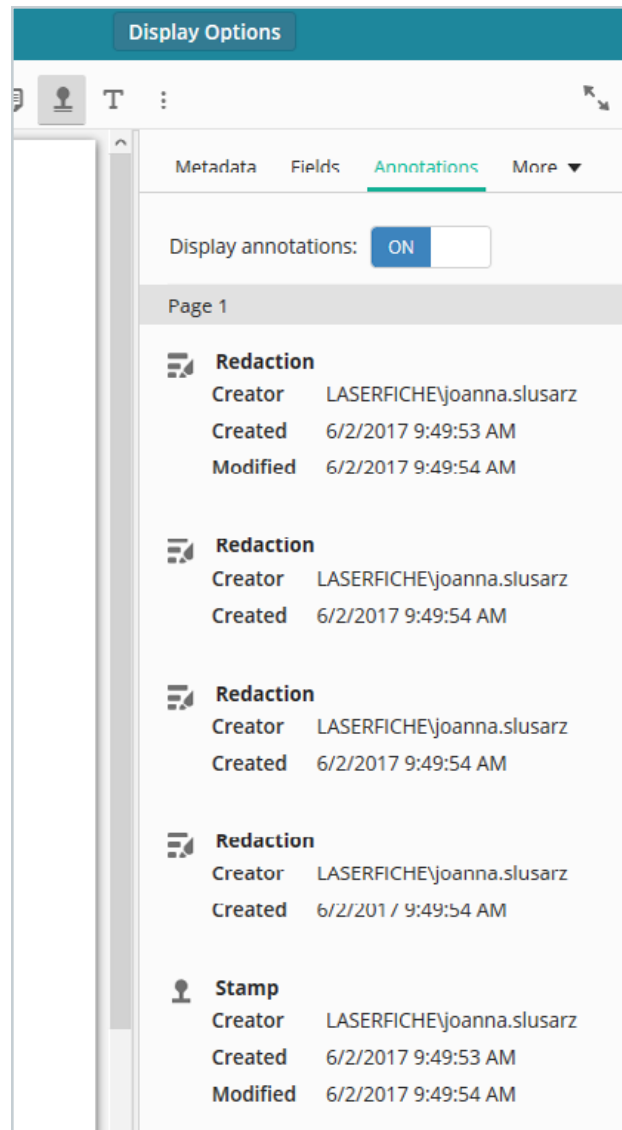 Display Options
T
Metadata Fields Annotations More
Display annotations: ON
Page 1
Redaction
Creator LASERFICHE\joanna.slusarz
Created 6/2/2017 9:49:53 AM
Modified 6/2/2017 9:49:54 AM
Redaction
Creator LASERFICHE\joanna.slusarz
Created 6/2/2017 9:49:54 AM
Redaction
Creator LASERFICHE\joanna.slusarz
Created 6/2/2017 9:49:54 AM
Redaction
Creator LASERFICHE\joanna.slusarz
Created 6/2/2017 9:49:54 AM
Stamp
Creator LASERFICHE\joanna.slusarz
Created 6/2/2017 9:49:53 AM
Modified 6/2/2017 9:49:54 AM